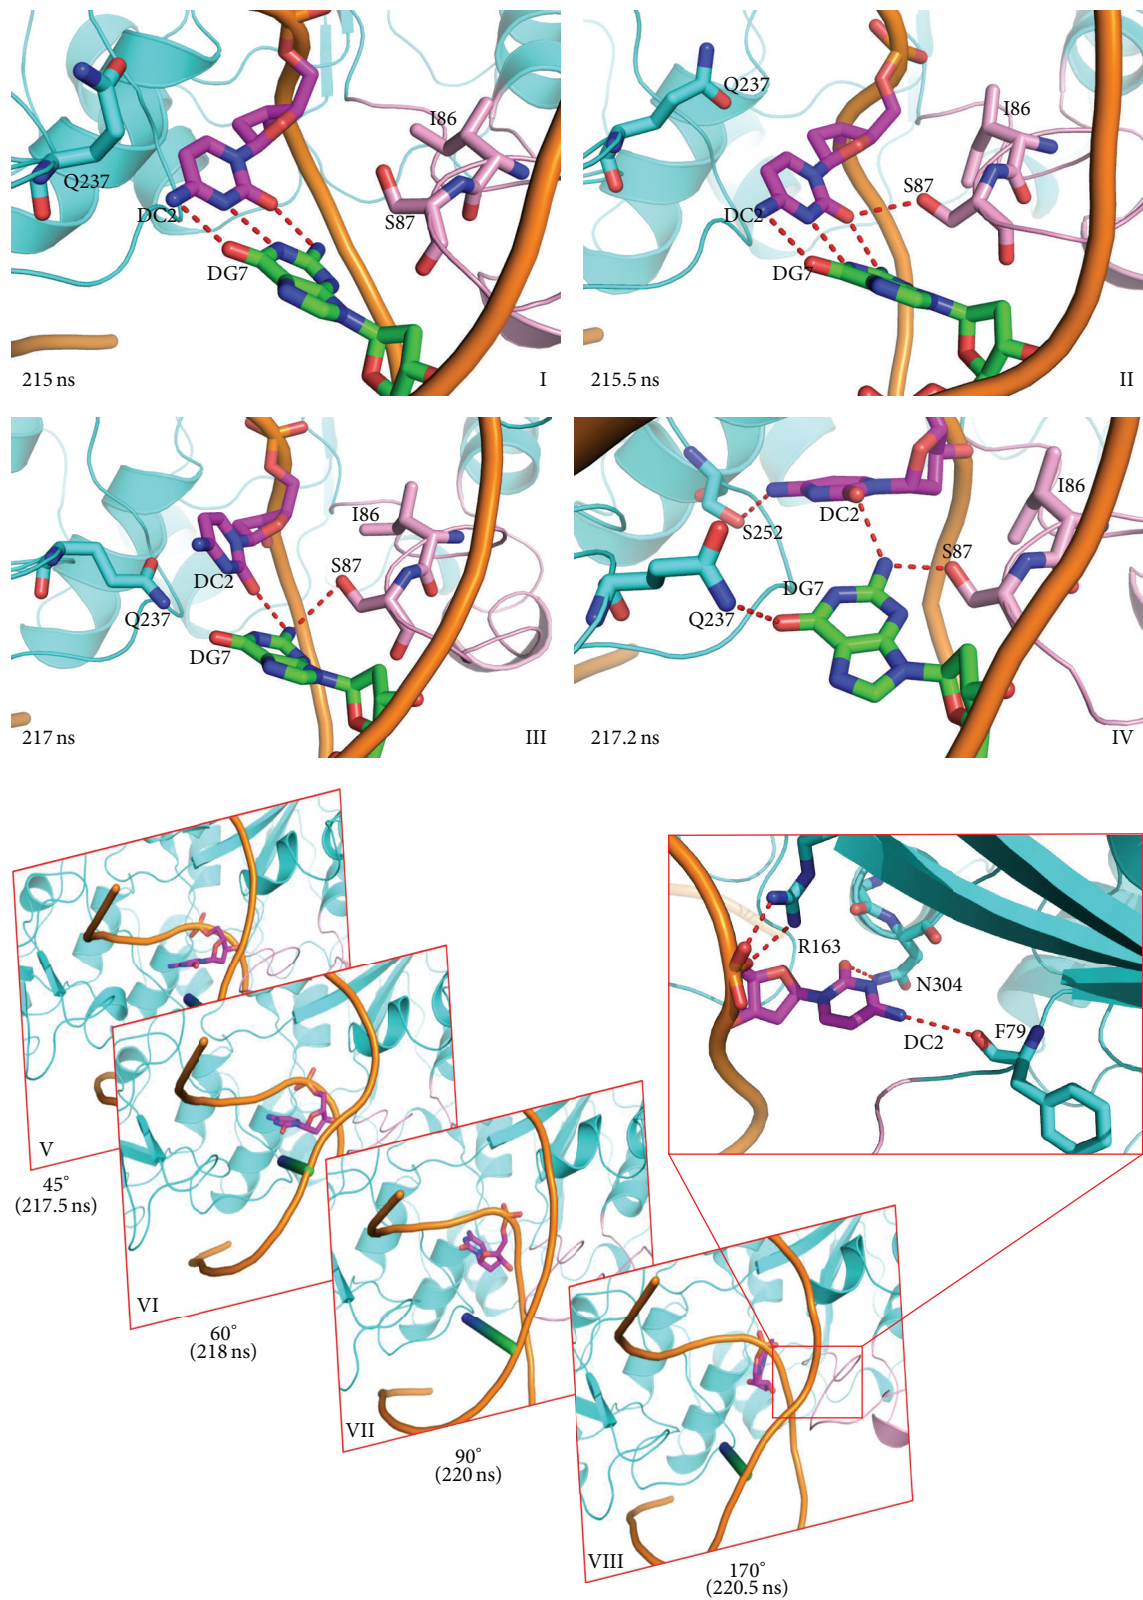 Q237
DC2
DG7
I86
S87
215 ns
I
Q237
I86
S87
DC2
DG7
215.5 ns
II
I86
S87
DC2
Q237
DG7
217 ns
III
I86
DC2
S252
S87
DG7
Q237
217.2 ns
IV
V
45°
(217.5 ns)
VI
60°
(218 ns)
VII
90°
(220 ns)
VIII
170°
(220.5 ns)
R163
N304
F79
DC2